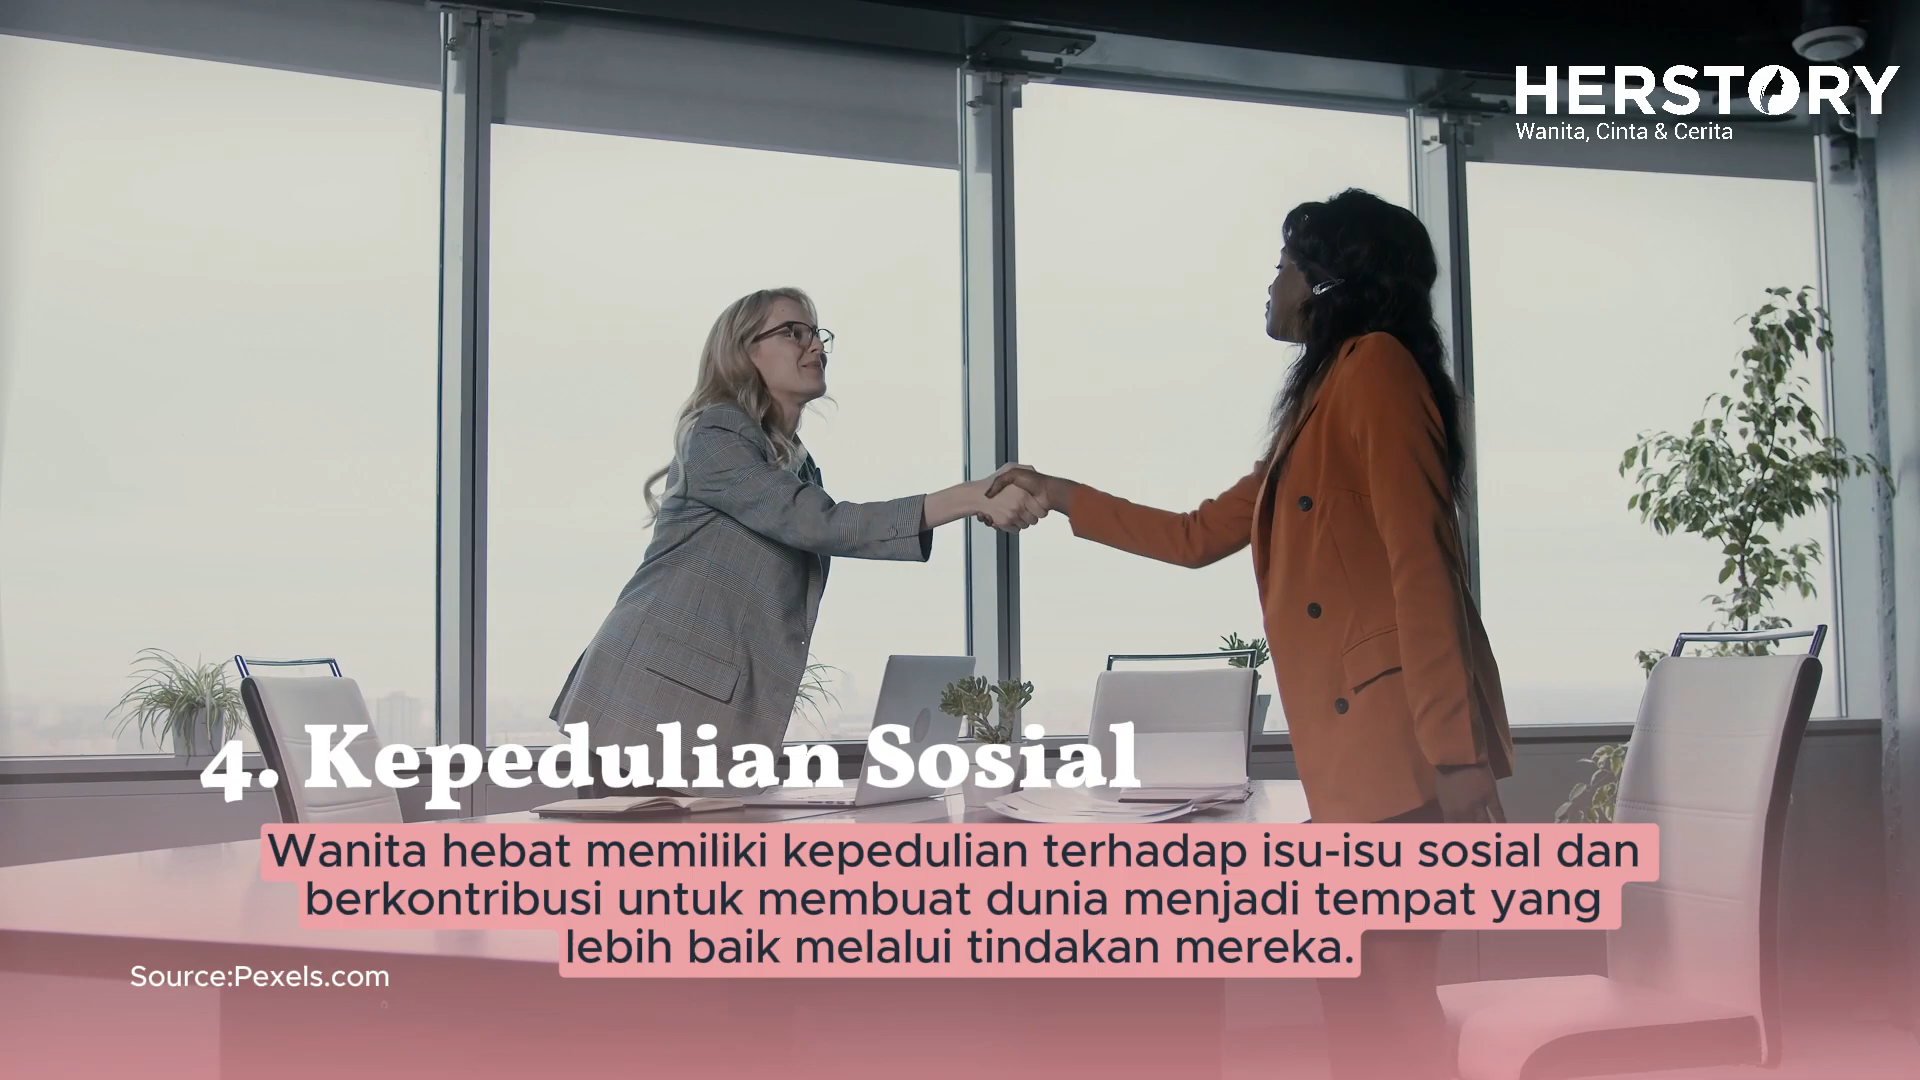 HERSTORY
Wanita, Cinta & Cerita
4. Kepedulian Sosial
Wanita hebat memiliki kepedulian terhadap isu-isu sosial dan
berkontribusi untuk membuat dunia menjadi tempat yang
lebih baik melalui tindakan mereka.
Source:Pexels.com